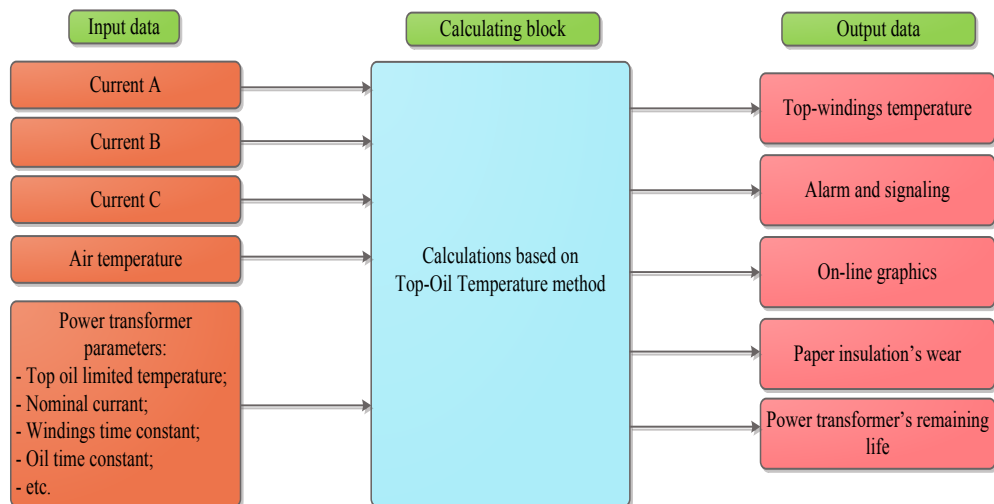 Input data
Calculating block
Output data
Current A
Current B
Current C
Air temperature
Power transformer
parameters:
- Top oil limited temperature;
- Nominal currant;
- Windings time constant;
- Oil time constant;
- etc.
Calculations based on
Top-Oil Temperature method
Top-windings temperature
Alarm and signaling
On-line graphics
Paper insulation's wear
Power transformer's remaining
life